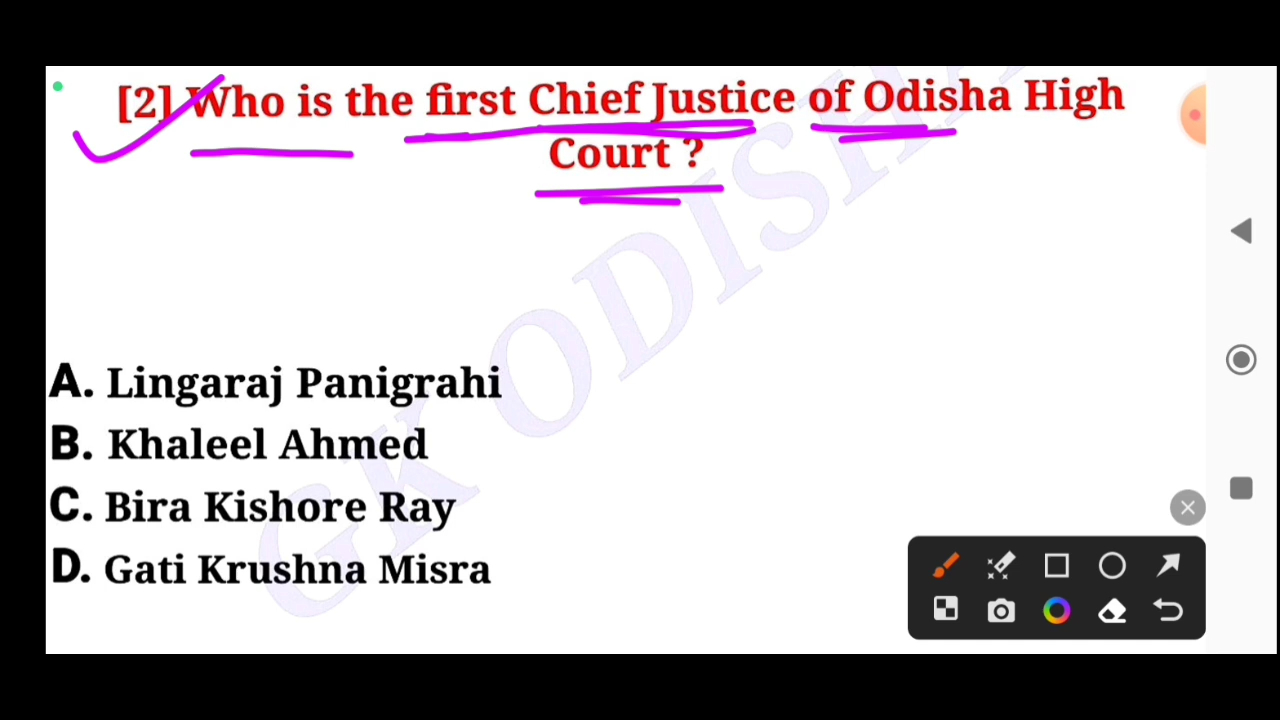 [2] Who is the first Chief Justice of Odisha High
Court ?
GK ODISHA
A. Lingaraj Panigrahi
B. Khaleel Ahmed
C. Bira Kishore Ray
D. Gati Krushna Misra